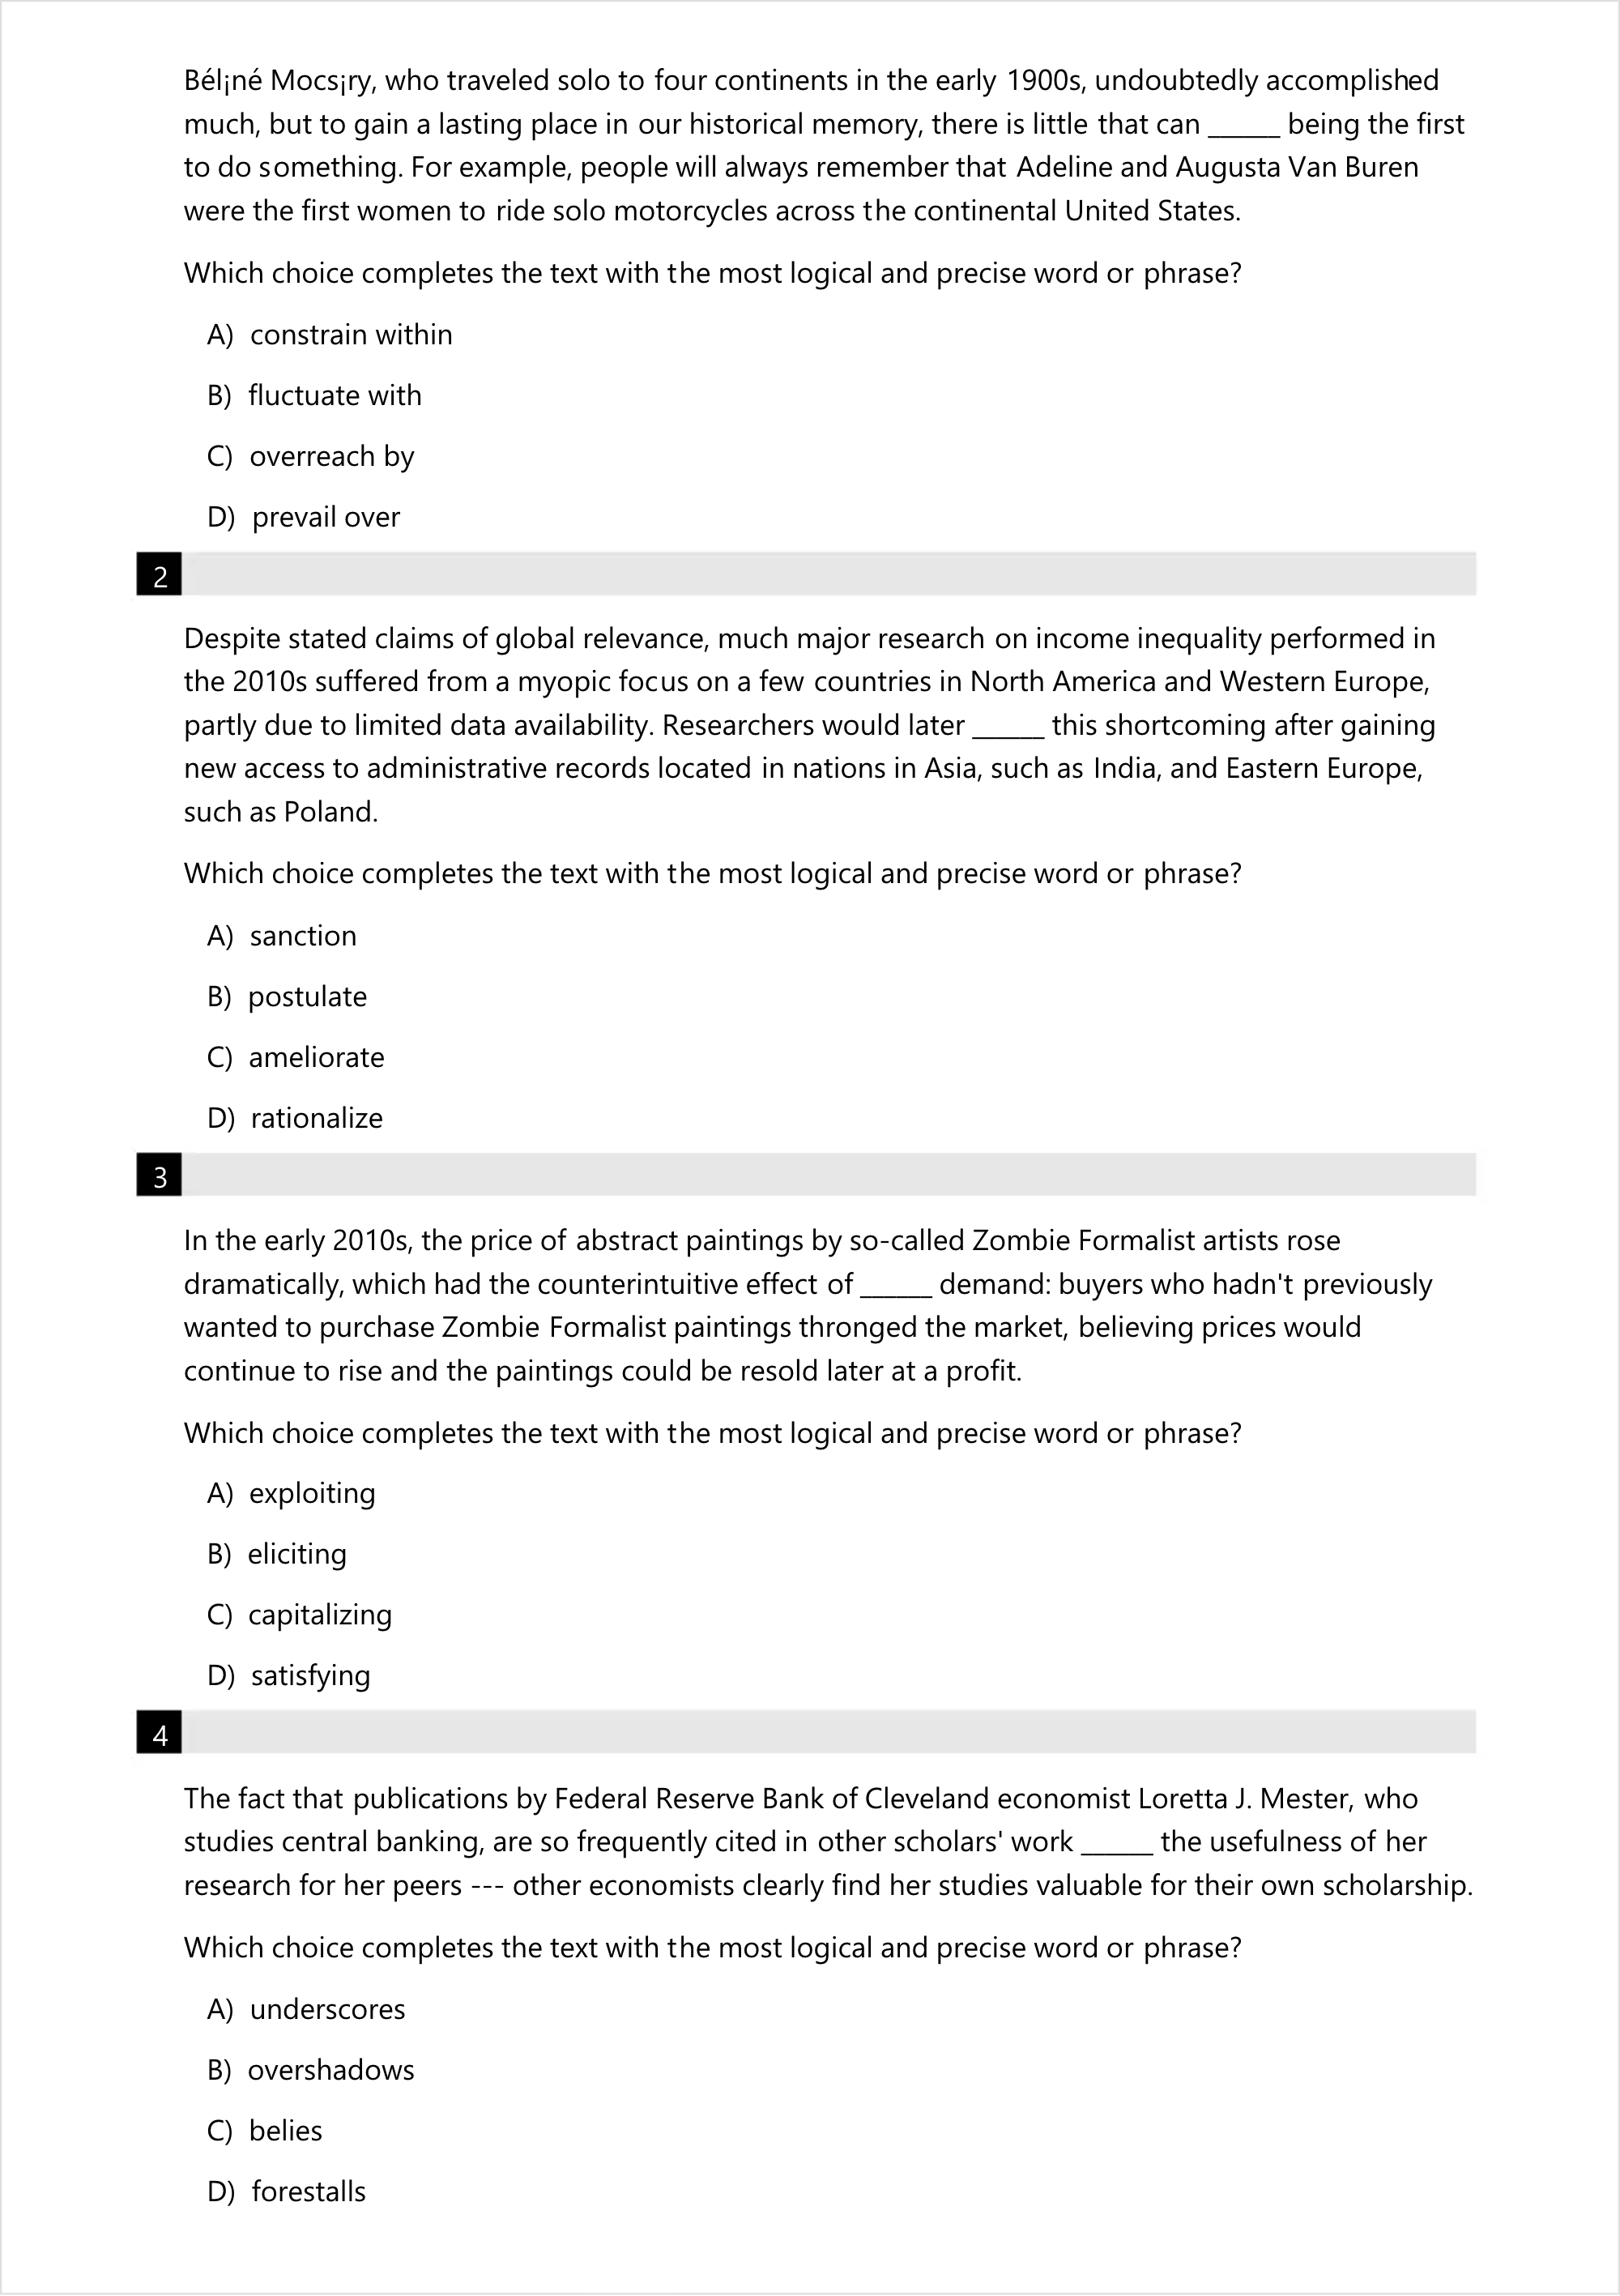 Bél¡né Mocs¡ry, who traveled solo to four continents in the early 1900s, undoubtedly accomplished
much, but to gain a lasting place in our historical memory, there is little that can ______ being the first
to do something. For example, people will always remember that Adeline and Augusta Van Buren
were the first women to ride solo motorcycles across the continental United States.
Which choice completes the text with the most logical and precise word or phrase?
A) constrain within
B) fluctuate with
C) overreach by
D) prevail over
2
Despite stated claims of global relevance, much major research on income inequality performed in
the 2010s suffered from a myopic focus on a few countries in North America and Western Europe,
partly due to limited data availability. Researchers would later ______ this shortcoming after gaining
new access to administrative records located in nations in Asia, such as India, and Eastern Europe,
such as Poland.
Which choice completes the text with the most logical and precise word or phrase?
A) sanction
B) postulate
C) ameliorate
D) rationalize
3
In the early 2010s, the price of abstract paintings by so-called Zombie Formalist artists rose
dramatically, which had the counterintuitive effect of ______ demand: buyers who hadn't previously
wanted to purchase Zombie Formalist paintings thronged the market, believing prices would
continue to rise and the paintings could be resold later at a profit.
Which choice completes the text with the most logical and precise word or phrase?
A) exploiting
B) eliciting
C) capitalizing
D) satisfying
4
The fact that publications by Federal Reserve Bank of Cleveland economist Loretta J. Mester, who
studies central banking, are so frequently cited in other scholars' work ______ the usefulness of her
research for her peers --- other economists clearly find her studies valuable for their own scholarship.
Which choice completes the text with the most logical and precise word or phrase?
A) underscores
B) overshadows
C) belies
D) forestalls